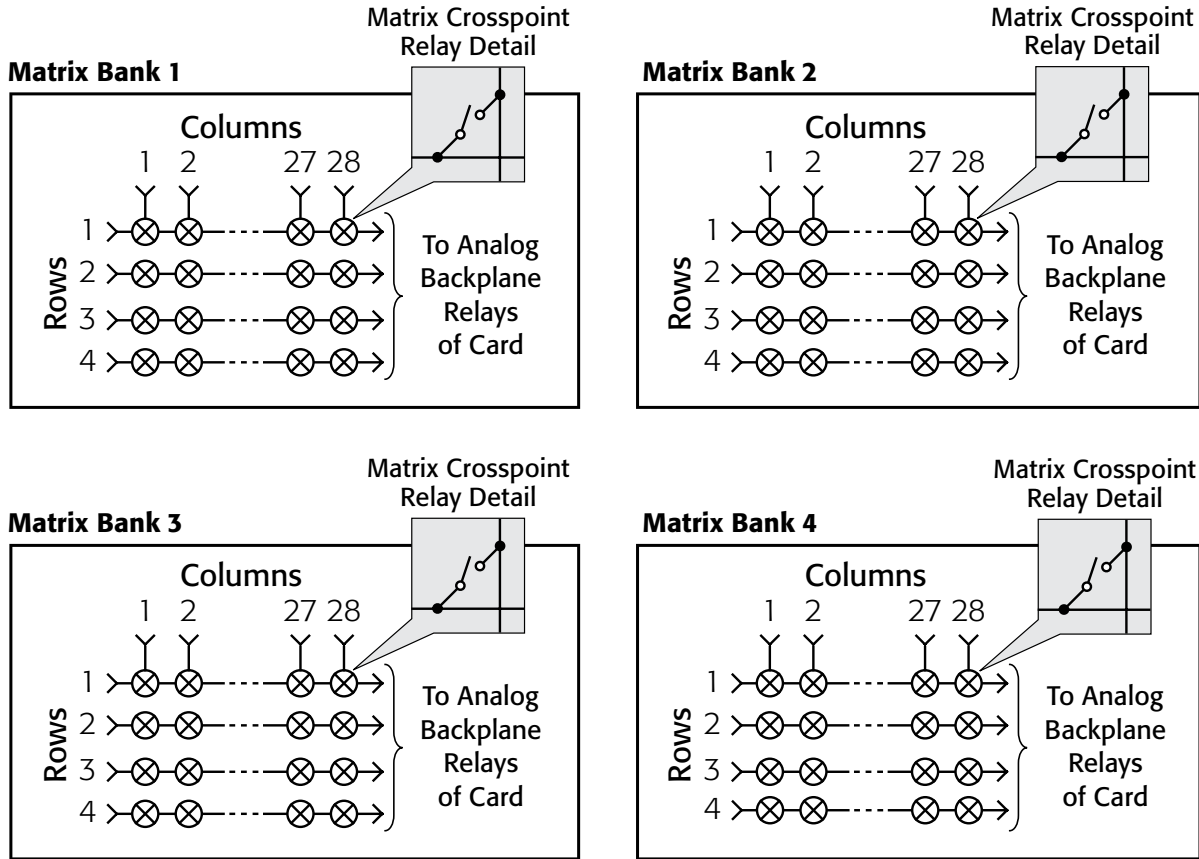 Matrix Crosspoint
Relay Detail
Matrix Bank 1
Columns
1 2 27 28
Rows
1
2
3
4
To Analog
Backplane
Relays
of Card
Matrix Crosspoint
Relay Detail
Matrix Bank 2
Columns
1 2 27 28
Rows
1
2
3
4
To Analog
Backplane
Relays
of Card
Matrix Crosspoint
Relay Detail
Matrix Bank 3
Columns
1 2 27 28
Rows
1
2
3
4
To Analog
Backplane
Relays
of Card
Matrix Crosspoint
Relay Detail
Matrix Bank 4
Columns
1 2 27 28
Rows
1
2
3
4
To Analog
Backplane
Relays
of Card